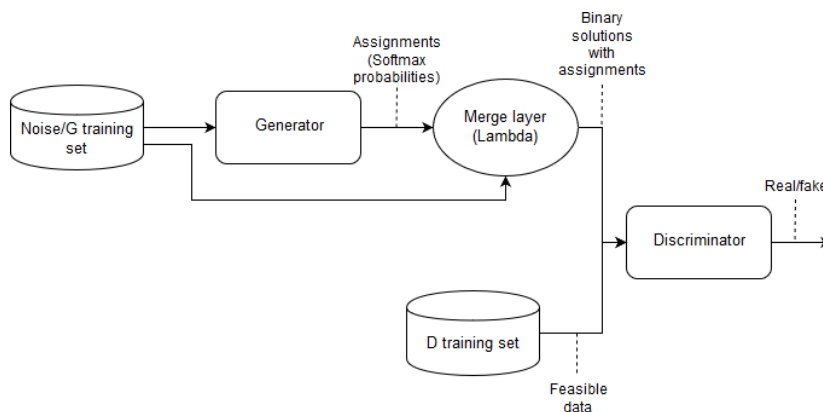 Assignments
(Softmax
probabilities)
Binary
solutions
with
assignments
Noise/G training
set
Generator
Merge layer
(Lambda)
Real/fake
Discriminator
D training set
Feasible
data